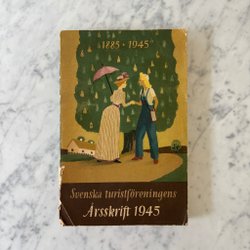 1885 · 1945
Svenska turistföreningens
Årsskrift 1945